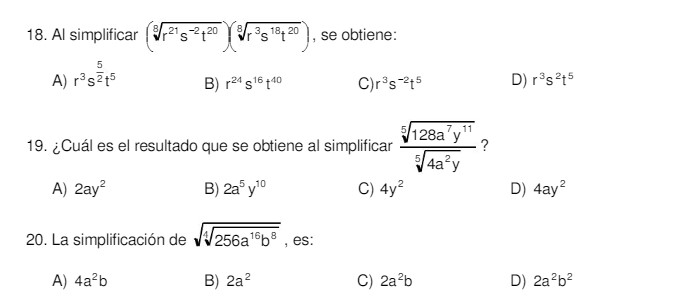 18. Al simplificar (⁸√r²¹s⁻²t²⁰)(⁸√r³s¹⁸t²⁰), se obtiene:
A) r³s^(5/2)t⁵ B) r²⁴s¹⁶t⁴⁰ C)r³s⁻²t⁵ D) r³s²t⁵
19. ¿Cuál es el resultado que se obtiene al simplificar ⁵√128a⁷y¹¹ / ⁵√4a²y ?
A) 2ay² B) 2a⁵y¹⁰ C) 4y² D) 4ay²
20. La simplificación de √⁴√256a¹⁶b⁸ , es:
A) 4a²b B) 2a² C) 2a²b D) 2a²b²